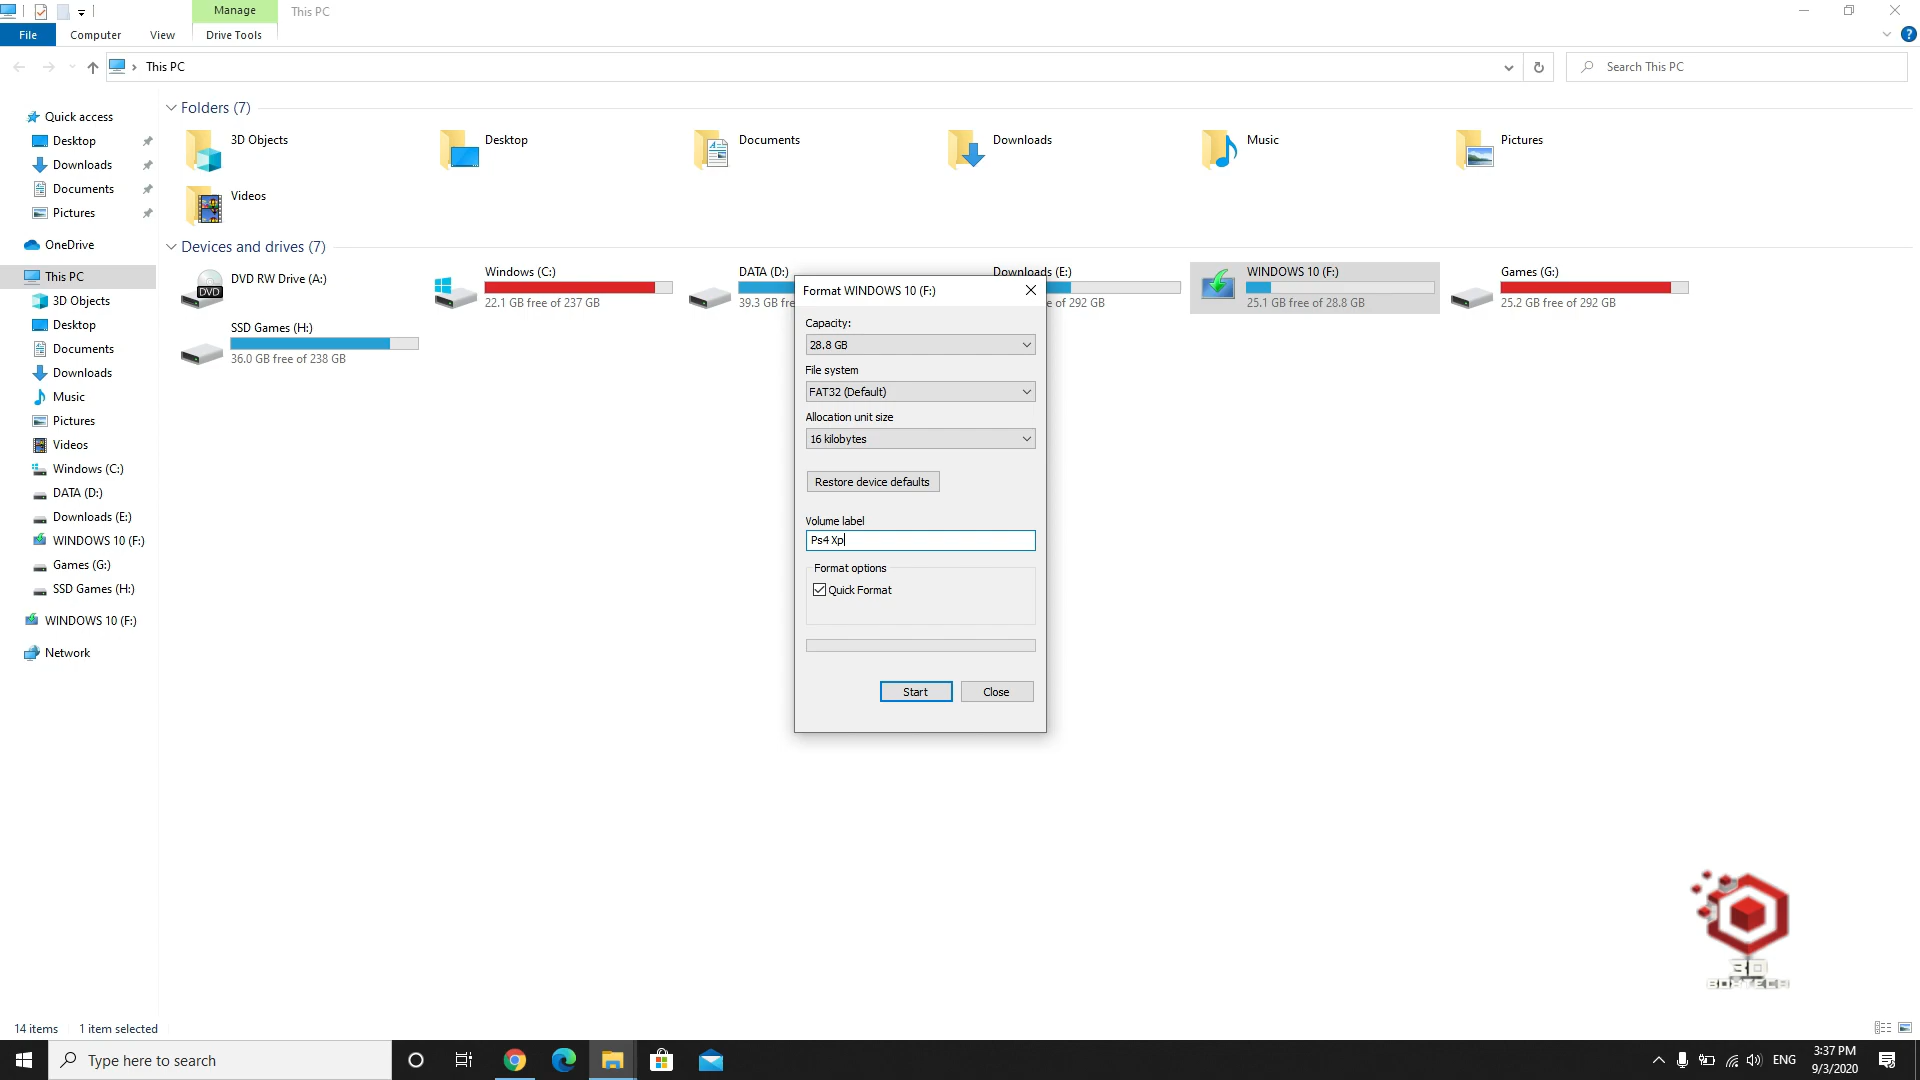 Manage
This PC
File
Computer
View
Drive Tools
This PC
Search This PC
Quick access
Desktop
Downloads
Documents
Pictures
OneDrive
This PC
3D Objects
Desktop
Documents
Downloads
Music
Pictures
Videos
Windows (C:)
DATA (D:)
Downloads (E:)
WINDOWS 10 (F:)
Games (G:)
SSD Games (H:)
WINDOWS 10 (F:)
Network
Folders (7)
3D Objects
Desktop
Documents
Downloads
Music
Pictures
Videos
Devices and drives (7)
DVD RW Drive (A:)
DVD
Windows (C:)
22.1 GB free of 237 GB
DATA (D:)
39.3 GB fre
Downloads (E:)
e of 292 GB
WINDOWS 10 (F:)
25.1 GB free of 28.8 GB
Games (G:)
25.2 GB free of 292 GB
SSD Games (H:)
36.0 GB free of 238 GB
Format WINDOWS 10 (F:)
Capacity:
28.8 GB
File system
FAT32 (Default)
Allocation unit size
16 kilobytes
Restore device defaults
Volume label
Ps4 Xp
Format options
Quick Format
Start
Close
3D
14 items
1 item selected
Type here to search
ENG
3:37 PM
9/3/2020